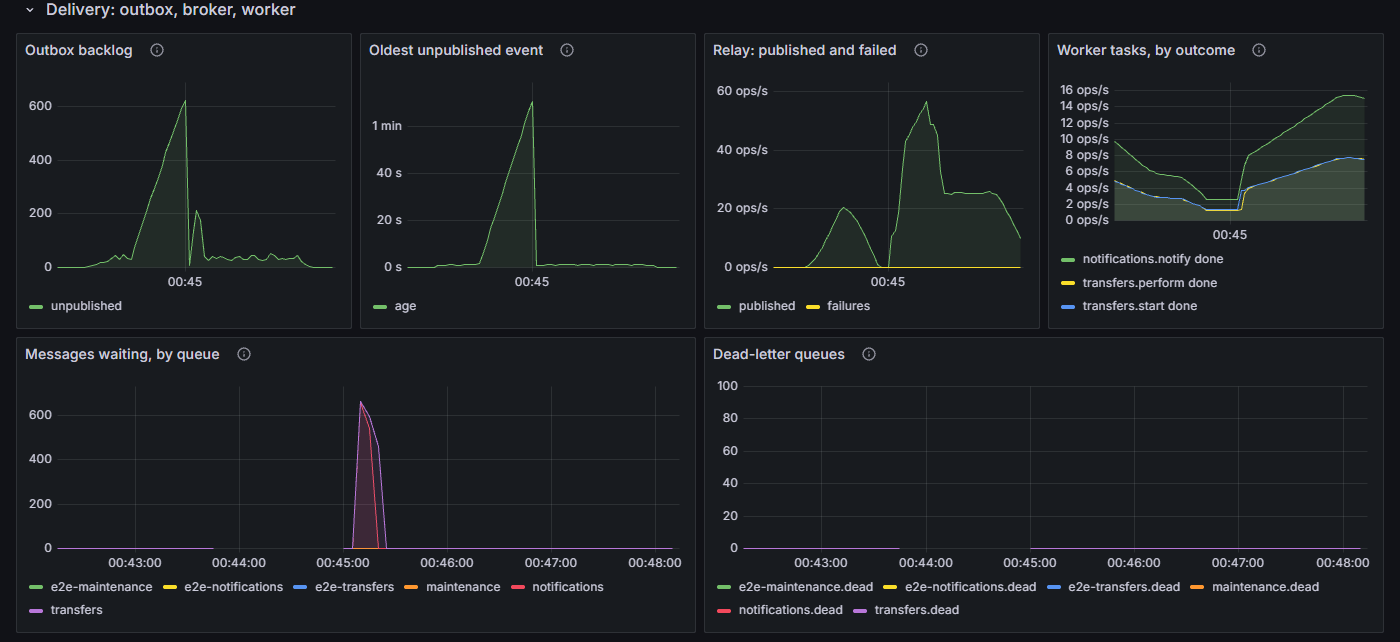 Delivery: outbox, broker, worker
Outbox backlog
600
400
200
0
00:45
unpublished
Oldest unpublished event
1 min
40 s
20 s
0 s
00:45
age
Relay: published and failed
60 ops/s
40 ops/s
20 ops/s
0 ops/s
00:45
published failures
Worker tasks, by outcome
16 ops/s
14 ops/s
12 ops/s
10 ops/s
8 ops/s
6 ops/s
4 ops/s
2 ops/s
0 ops/s
00:45
notifications.notify done
transfers.perform done
transfers.start done
Messages waiting, by queue
600
400
200
0
00:43:00 00:44:00 00:45:00 00:46:00 00:47:00 00:48:00
e2e-maintenance e2e-notifications e2e-transfers maintenance notifications
transfers
Dead-letter queues
100
80
60
40
20
0
00:43:00 00:44:00 00:45:00 00:46:00 00:47:00 00:48:00
e2e-maintenance.dead e2e-notifications.dead e2e-transfers.dead maintenance.dead
notifications.dead transfers.dead